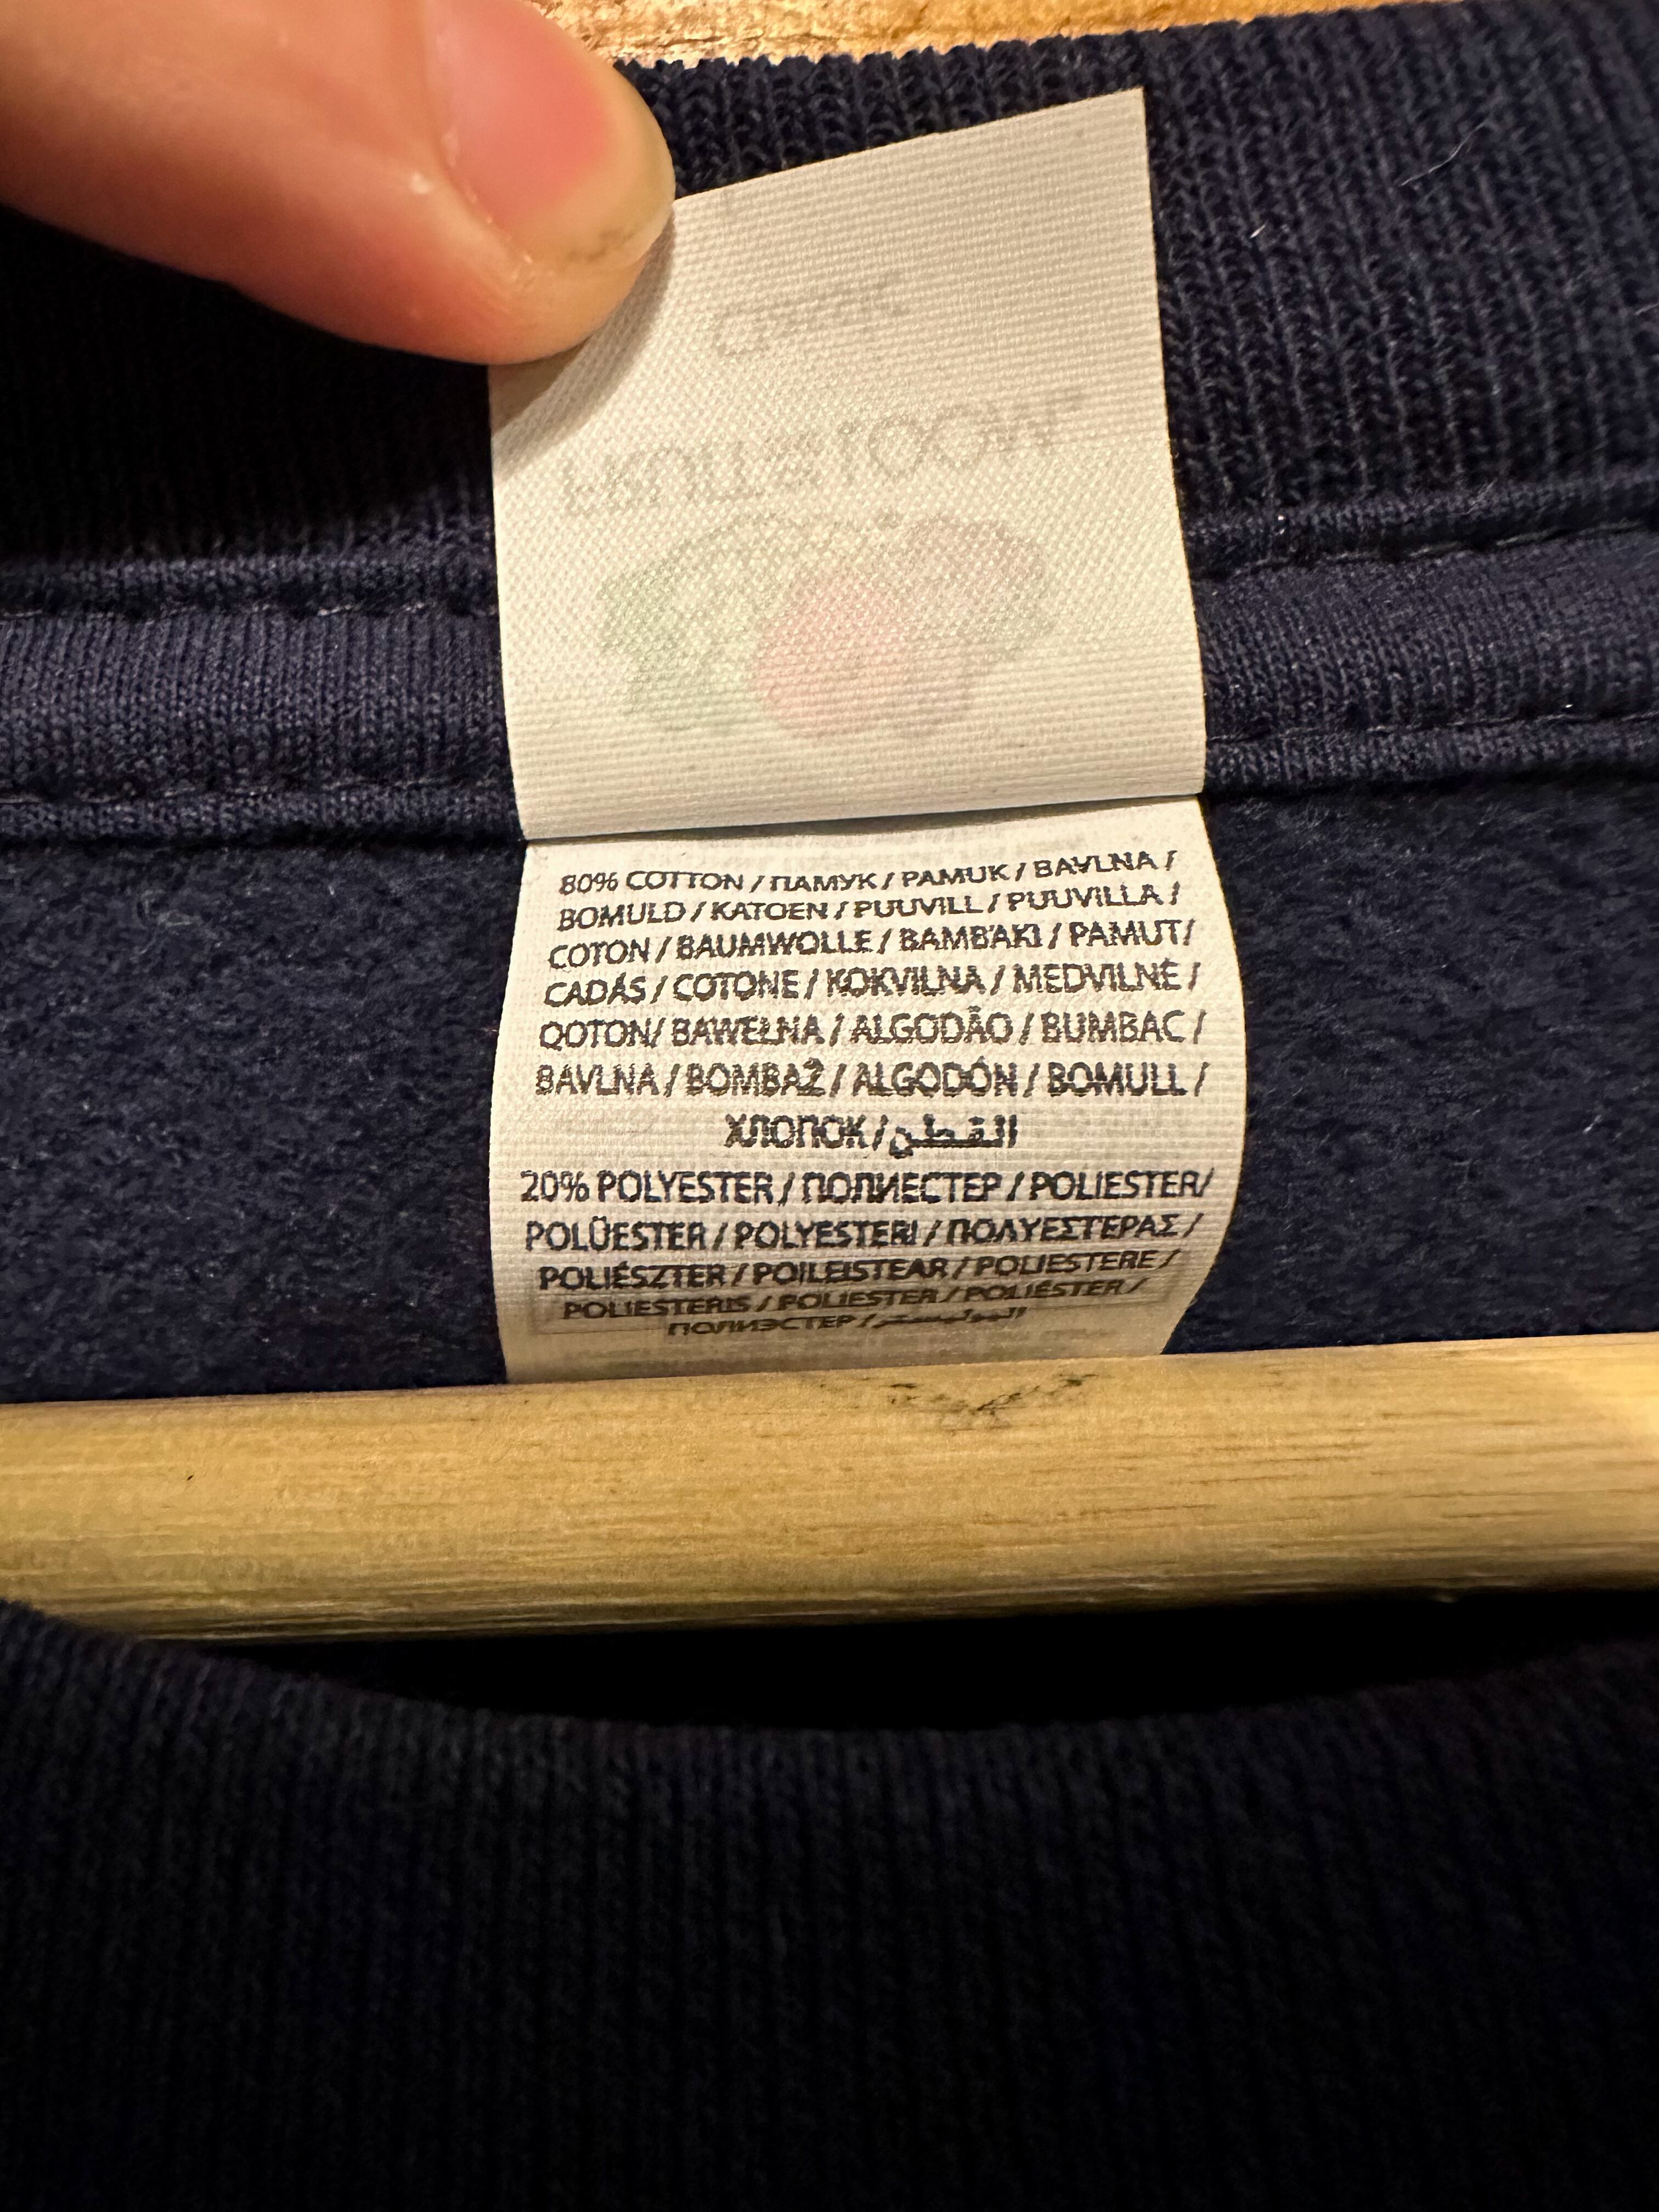 80% COTTON / ПАМУК / PAMUK / BAVLNA /
BOMULD / KATOEN / PUUVILL / PUUVILLA /
COTON / BAUMWOLLE / BAMBAKI / PAMUT/
CADÁS / COTONE / KOKVILNA / MEDVILNĖ /
QOTON/ BAWEŁNA / ALGODÃO / BUMBAC /
BAVLNA / BOMBAŽ / ALGODÓN / BOMULL /
ХЛОПОК / القطن
20% POLYESTER / ПОЛИЕСТЕР / POLIESTER/
POLÜESTER / POLYESTERI / ΠΟΛΥΕΣΤΕΡΑΣ /
POLIÉSZTER / POILEISTEAR / POLIESTERE /
POLIESTERIS / POLIESTER / POLIÉSTER /
ПОЛИЭСТЕР / البوليستر